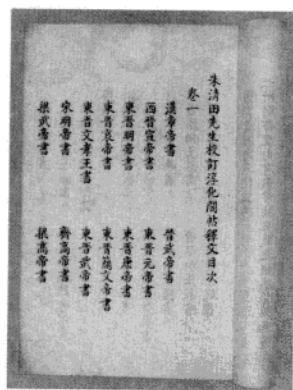 朱清田先生校訂淳化閣帖釋文目次
卷一
漢章帝書
晉武帝書
西晉宣帝書
東晉元帝書
東晉明帝書
東晉康帝書
東晉哀帝書
東晉簡文帝書
東晉文孝王書
東晉武帝書
宋明帝書
齊高帝書
梁武帝書
梁高帝書